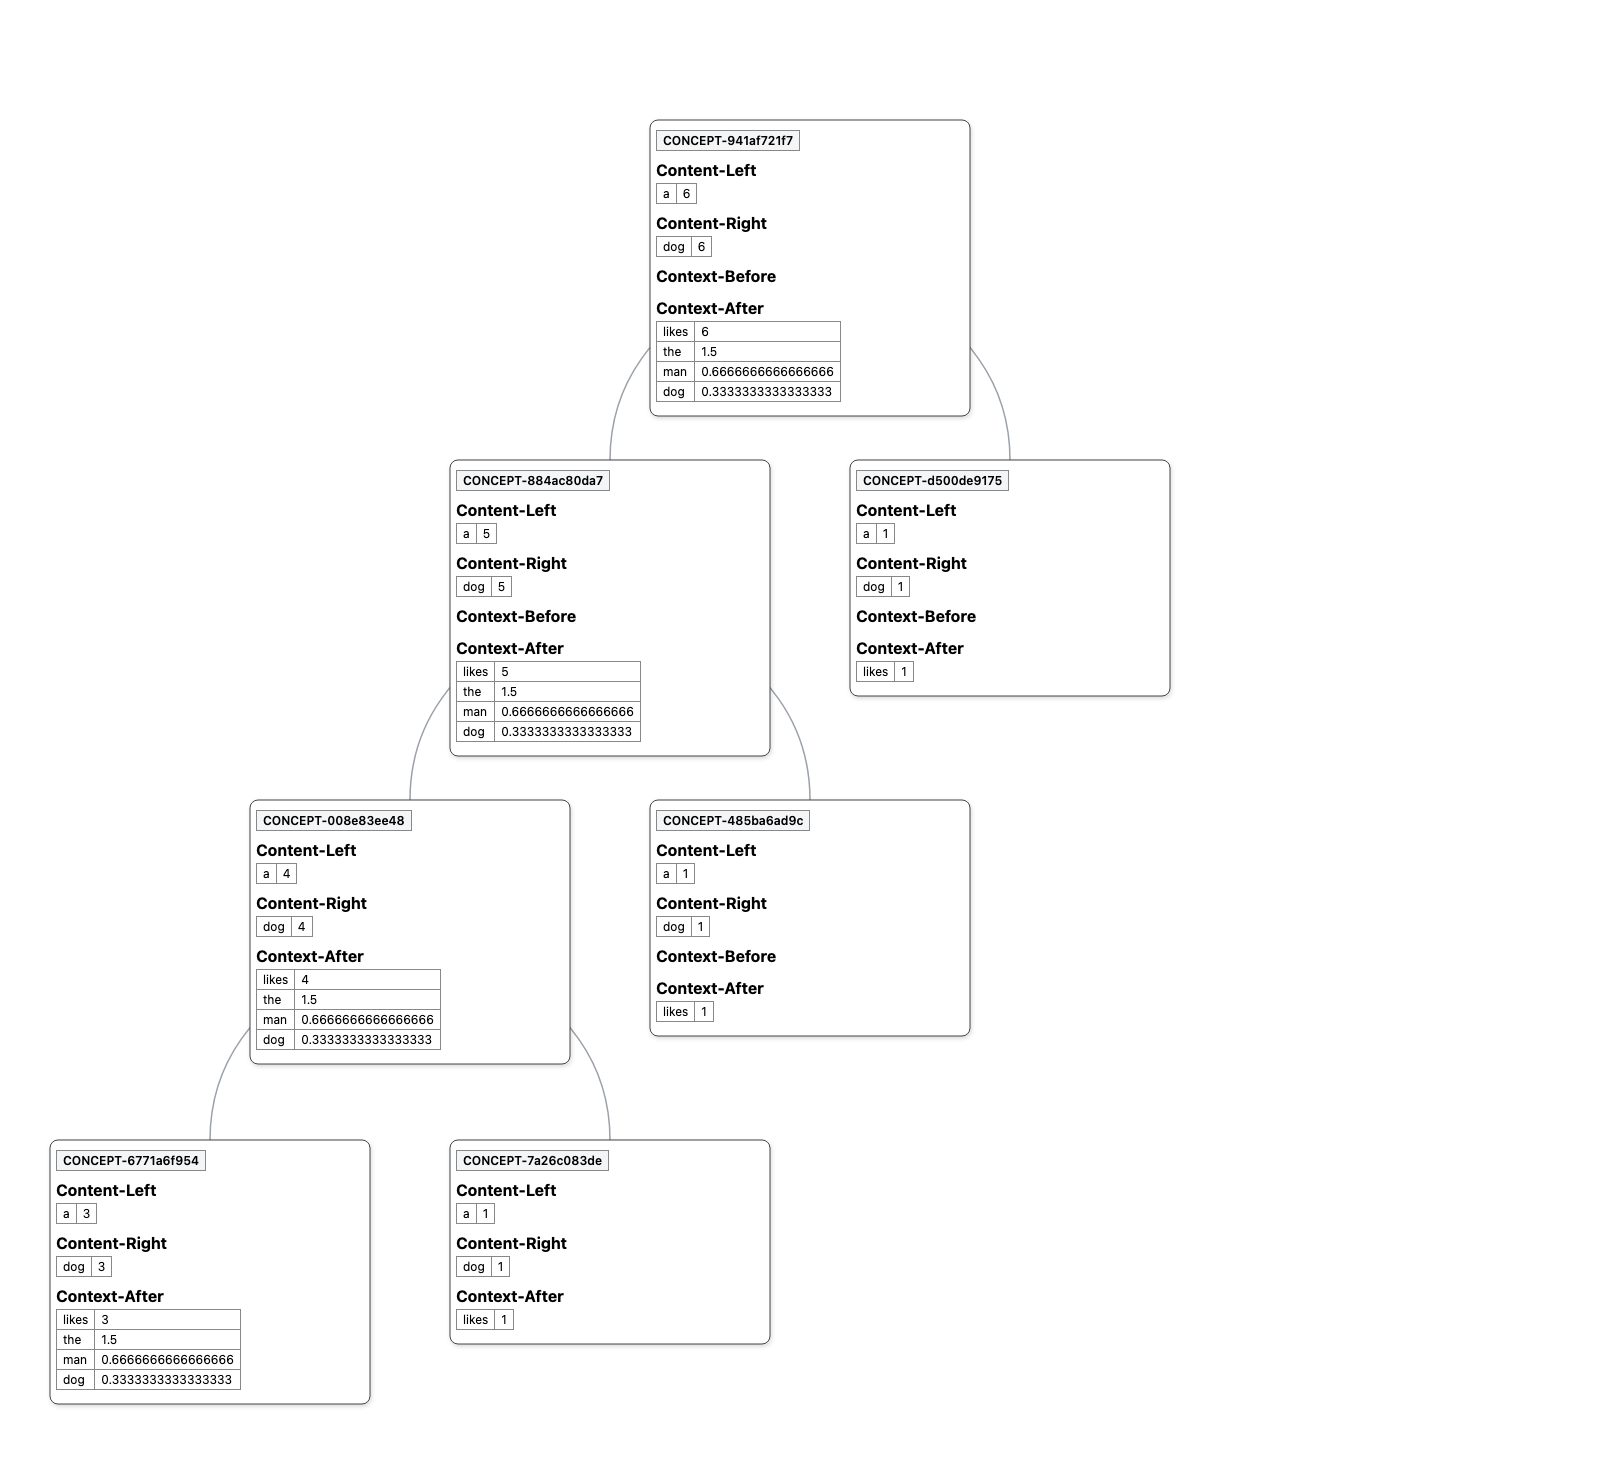 CONCEPT-941af721f7
Content-Left
a 6
Content-Right
dog 6
Context-Before
Context-After
likes 6
the 1.5
man 0.6666666666666666
dog 0.3333333333333333
CONCEPT-884ac80da7
Content-Left
a 5
Content-Right
dog 5
Context-Before
Context-After
likes 5
the 1.5
man 0.6666666666666666
dog 0.3333333333333333
CONCEPT-d500de9175
Content-Left
a 1
Content-Right
dog 1
Context-Before
Context-After
likes 1
CONCEPT-008e83ee48
Content-Left
a 4
Content-Right
dog 4
Context-After
likes 4
the 1.5
man 0.6666666666666666
dog 0.3333333333333333
CONCEPT-485ba6ad9c
Content-Left
a 1
Content-Right
dog 1
Context-Before
Context-After
likes 1
CONCEPT-6771a6f954
Content-Left
a 3
Content-Right
dog 3
Context-After
likes 3
the 1.5
man 0.6666666666666666
dog 0.3333333333333333
CONCEPT-7a26c083de
Content-Left
a 1
Content-Right
dog 1
Context-After
likes 1